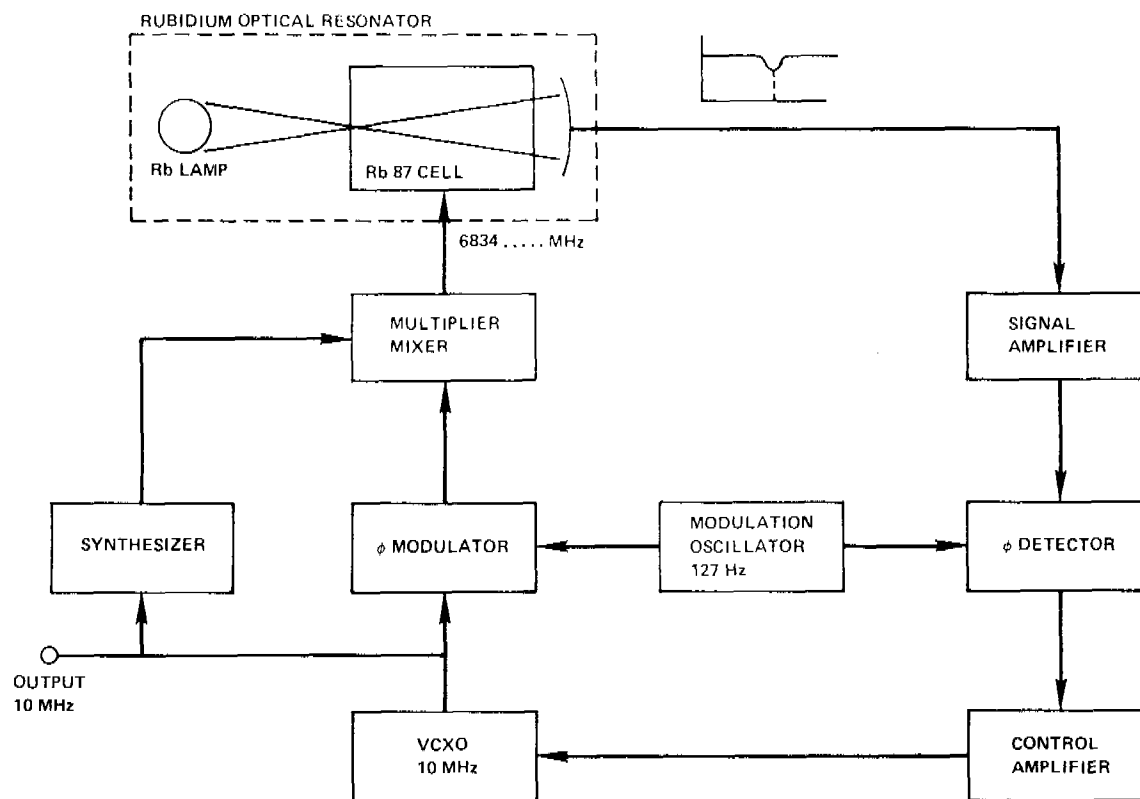 RUBIDIUM OPTICAL RESONATOR
Rb LAMP
Rb 87 CELL
6834 ..... MHz
MULTIPLIER
MIXER
SIGNAL
AMPLIFIER
SYNTHESIZER
ϕ MODULATOR
MODULATION
OSCILLATOR
127 Hz
ϕ DETECTOR
OUTPUT
10 MHz
VCXO
10 MHz
CONTROL
AMPLIFIER